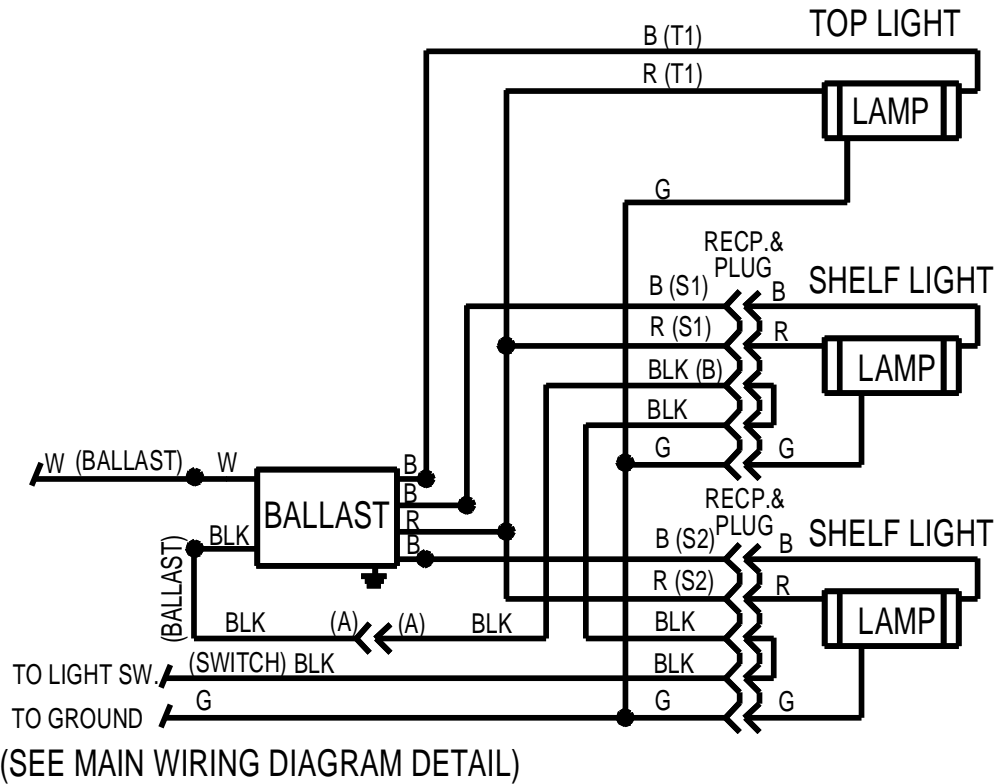 TOP LIGHT
B (T1)
R (T1)
LAMP
G
RECP.&
PLUG
SHELF LIGHT
B (S1)
B
R (S1)
R
BLK (B)
LAMP
BLK
G
G
W (BALLAST)
W
B
B
BALLAST
R
B
BLK
(BALLAST)
RECP.&
PLUG
SHELF LIGHT
B (S2)
B
R (S2)
R
BLK
(A)
(A)
BLK
BLK
LAMP
TO LIGHT SW.
(SWITCH) BLK
BLK
TO GROUND
G
G
G
(SEE MAIN WIRING DIAGRAM DETAIL)